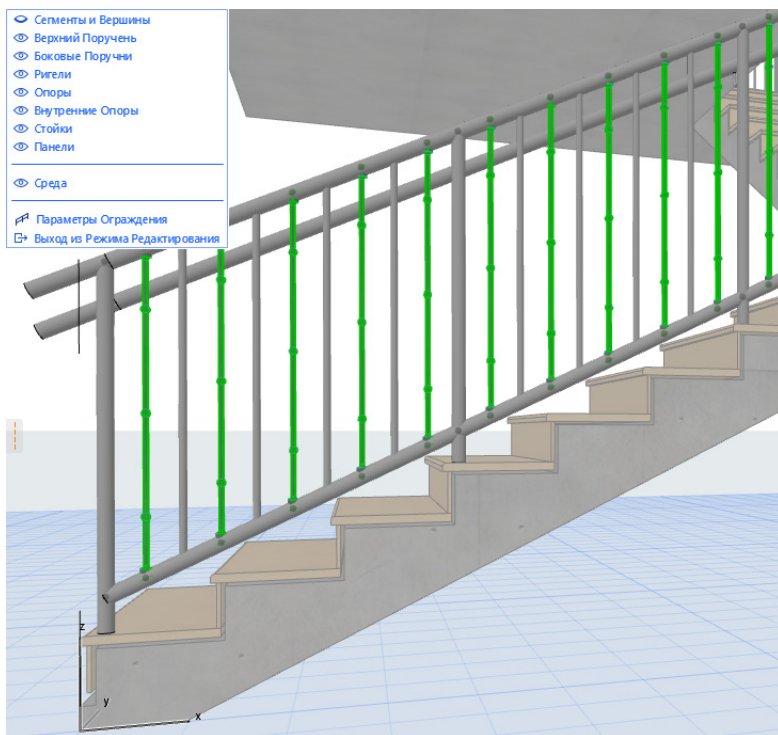 Сегменты и Вершины
Верхний Поручень
Боковые Поручни
Ригели
Опоры
Внутренние Опоры
Стойки
Панели
Среда
Параметры Ограждения
Выход из Режима Редактирования
z
y
x